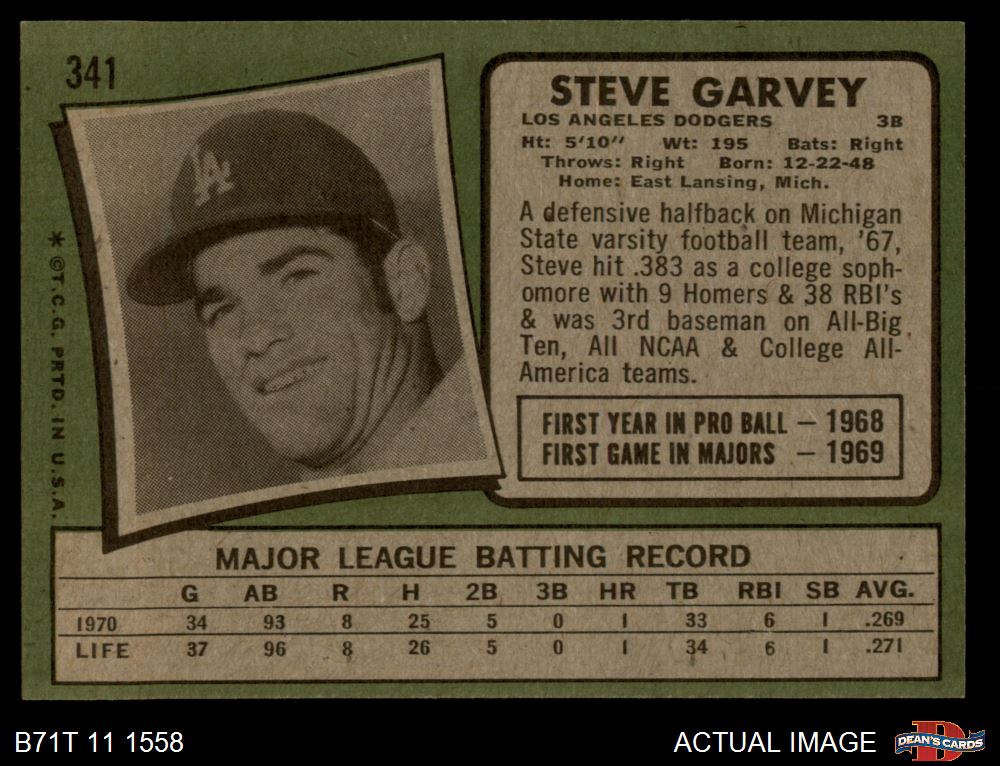 341
STEVE GARVEY
LOS ANGELES DODGERS 3B
Ht: 5'10" Wt: 195 Bats: Right
Throws: Right Born: 12-22-48
Home: East Lansing, Mich.
A defensive halfback on Michigan
State varsity football team, '67,
Steve hit .383 as a college soph-
omore with 9 Homers & 38 RBI's
& was 3rd baseman on All-Big
Ten, All NCAA & College All-
America teams.
FIRST YEAR IN PRO BALL — 1968
FIRST GAME IN MAJORS — 1969
LA
* ©T.C.G. PRTD. IN U.S.A.
MAJOR LEAGUE BATTING RECORD
G AB R H 2B 3B HR TB RBI SB AVG.
1970 34 93 8 25 5 0 1 33 6 1 .269
LIFE 37 96 8 26 5 0 1 34 6 1 .271
B71T 11 1558
ACTUAL IMAGE
D
DEAN'S CARDS